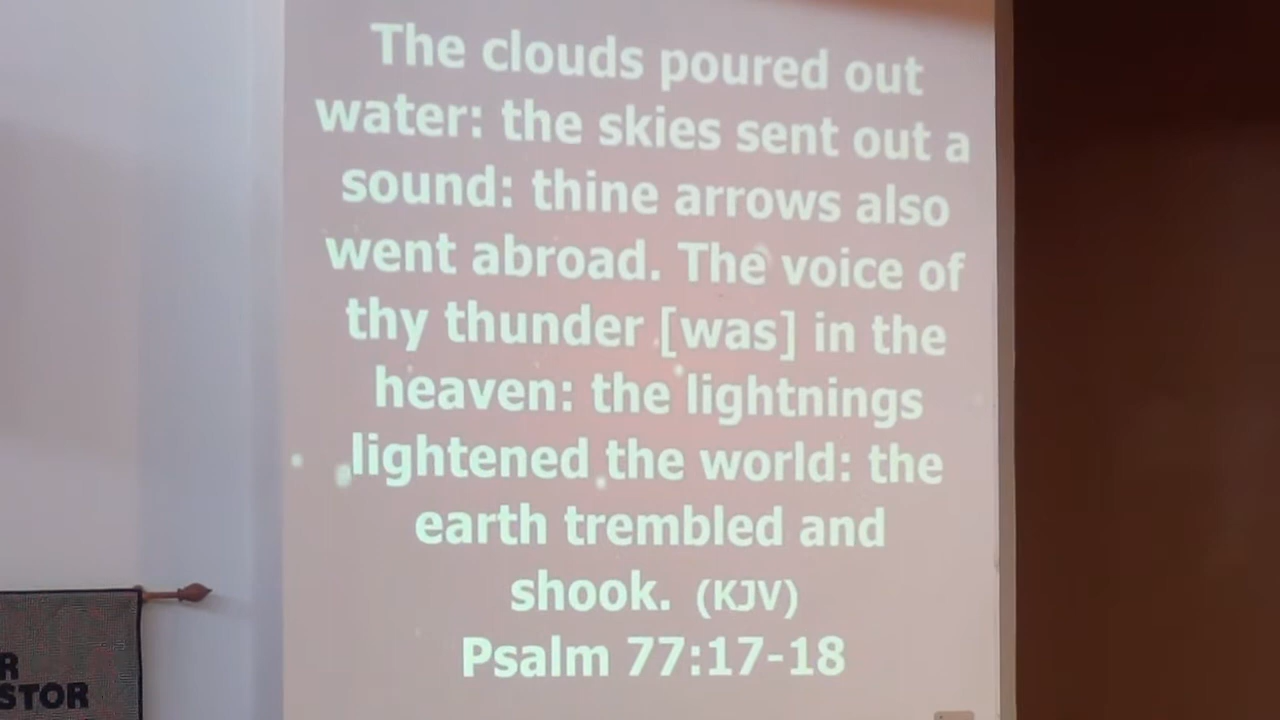 The clouds poured out
water: the skies sent out a
sound: thine arrows also
went abroad. The voice of
thy thunder [was] in the
heaven: the lightnings
lightened the world: the
earth trembled and
shook. (KJV)
Psalm 77:17-18
R
STOR